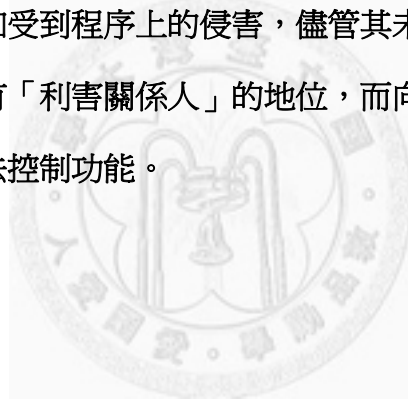 如受到程序上的侵害，儘管其未
有「利害關係人」的地位，而向
法控制功能。